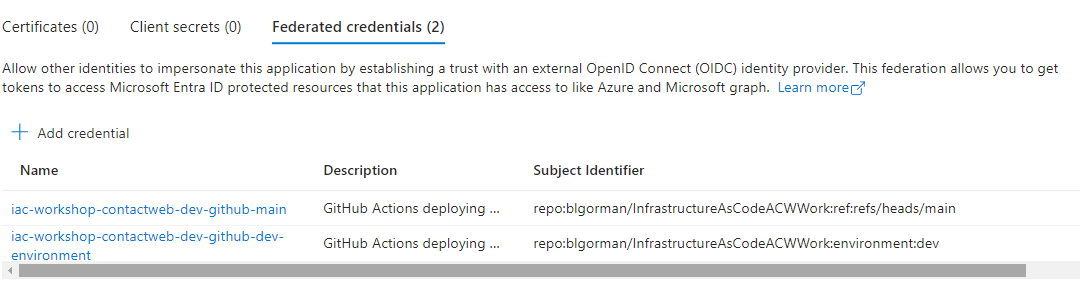 Certificates (0) Client secrets (0) Federated credentials (2)
Allow other identities to impersonate this application by establishing a trust with an external OpenID Connect (OIDC) identity provider. This federation allows you to get
tokens to access Microsoft Entra ID protected resources that this application has access to like Azure and Microsoft graph. Learn more
Add credential
Name Description Subject Identifier
iac-workshop-contactweb-dev-github-main GitHub Actions deploying ... repo:blgorman/InfrastructureAsCodeACWWork:ref:refs/heads/main
iac-workshop-contactweb-dev-github-dev-
environment GitHub Actions deploying ... repo:blgorman/InfrastructureAsCodeACWWork:environment:dev